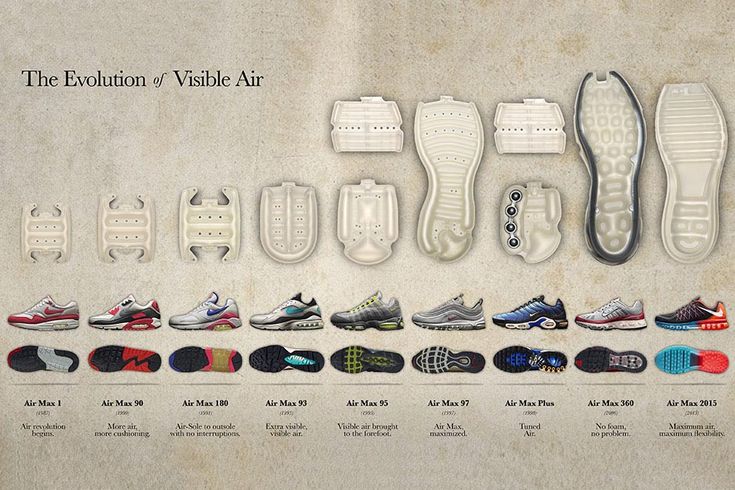 The Evolution of Visible Air
Air Max 1
(1987)
Air revolution
begins.
Air Max 90
(1990)
More air,
more cushioning.
Air Max 180
(1991)
Air-Sole to outsole
with no interruptions.
Air Max 93
(1993)
Extra visible,
visible air.
Air Max 95
(1995)
Visible air brought
to the forefoot.
Air Max 97
(1997)
Air Max,
maximized.
Air Max Plus
(1998)
Tuned
Air.
Air Max 360
(2006)
No foam,
no problem.
Air Max 2015
(2015)
Maximum air,
maximum flexibility.